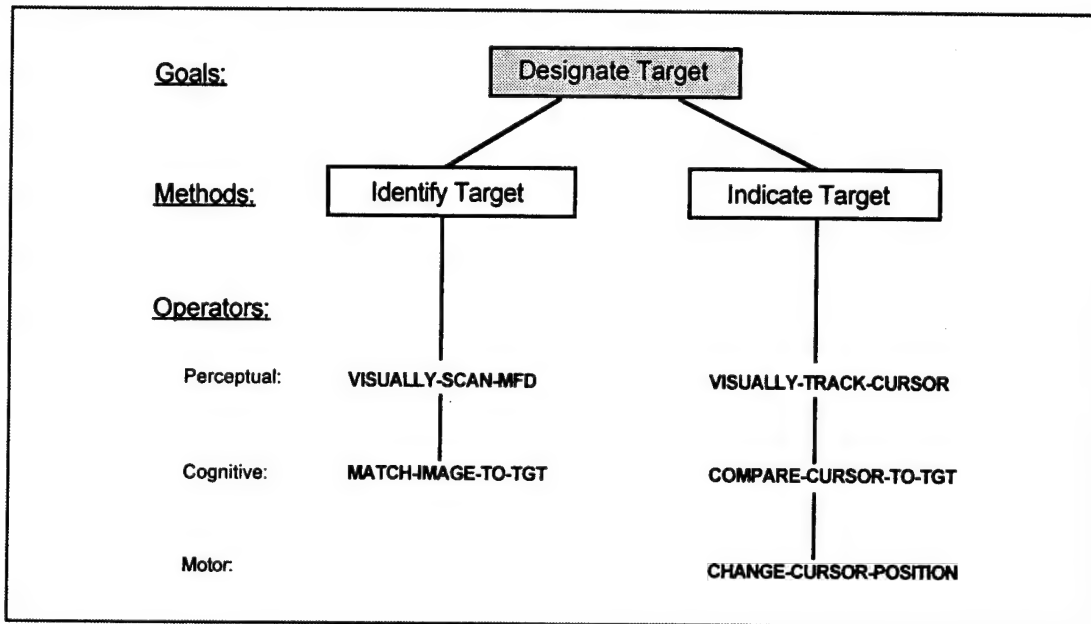 Goals: Designate Target
Methods: Identify Target Indicate Target
Operators:
Perceptual: VISUALLY-SCAN-MFD VISUALLY-TRACK-CURSOR
Cognitive: MATCH-IMAGE-TO-TGT COMPARE-CURSOR-TO-TGT
Motor: CHANGE-CURSOR-POSITION